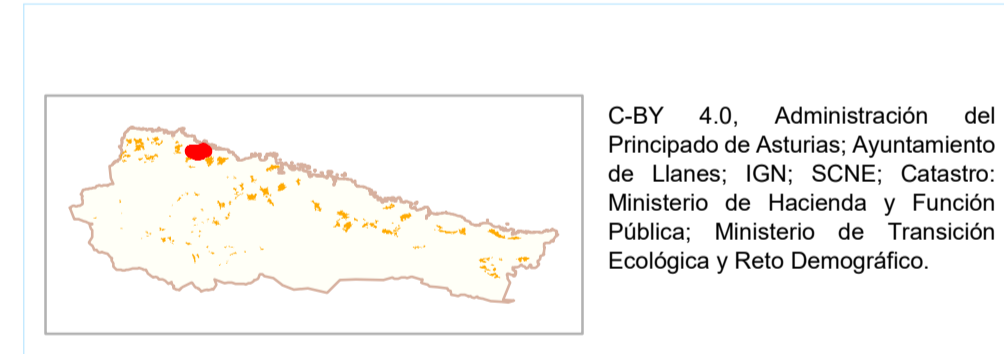 C-BY 4.0, Administración del
Principado de Asturias; Ayuntamiento
de Llanes; IGN; SCNE; Catastro:
Ministerio de Hacienda y Función
Pública; Ministerio de Transición
Ecológica y Reto Demográfico.